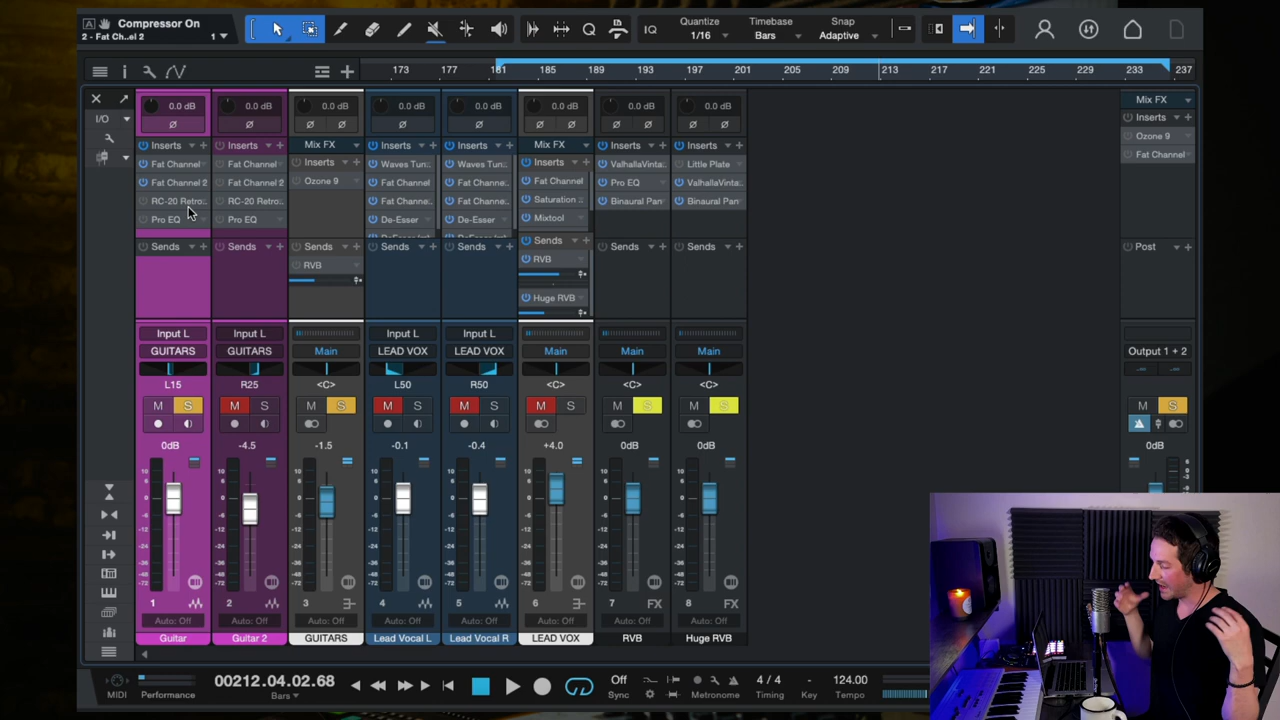 A Compressor On
2 - Fat Ch..el 2 1
IQ Quantize 1/16 Timebase Bars Snap Adaptive
173 177 181 185 189 193 197 201 205 209 213 217 221 225 229 233 237
0.0 dB 0.0 dB 0.0 dB 0.0 dB 0.0 dB 0.0 dB 0.0 dB 0.0 dB Mix FX
I/O Ø Ø Ø Ø Ø Ø Ø Ø Ø Ø Ø Ø Inserts
Inserts Inserts Mix FX Inserts Inserts Mix FX Inserts Inserts Ozone 9
Fat Channel Fat Channel Inserts Waves Tun.. Waves Tun.. Inserts ValhallaVinta.. Little Plate Fat Channel
Fat Channel 2 Fat Channel 2 Ozone 9 Fat Channel Fat Channel Fat Channel Pro EQ ValhallaVinta..
RC-20 Retro.. RC-20 Retro.. Fat Channe.. Fat Channe.. Saturation Binaural Pan Binaural Pan
Pro EQ Pro EQ De-Esser De-Esser Mixtool
Sends Sends Sends Sends Sends Sends Sends Sends Post
RVB RVB
Huge RVB
Input L Input L Input L Input L
GUITARS GUITARS Main LEAD VOX LEAD VOX Main Main Main Output 1 + 2
L15 R25 <C> L50 R50 <C> <C> <C>
M S M S M S M S M S M S M S M S M S
0dB -4.5 -1.5 -0.1 -0.4 +4.0 0dB 0dB 0dB
1 2 3 4 5 6 7 FX 8 FX
Auto: Off Auto: Off Auto: Off Auto: Off Auto: Off Auto: Off Auto: Off Auto: Off
Guitar Guitar 2 GUITARS Lead Vocal L Lead Vocal R LEAD VOX RVB Huge RVB
MIDI Performance 00212.04.02.68 Bars Off Sync Metronome 4 / 4 Timing - Key 124.00 Tempo